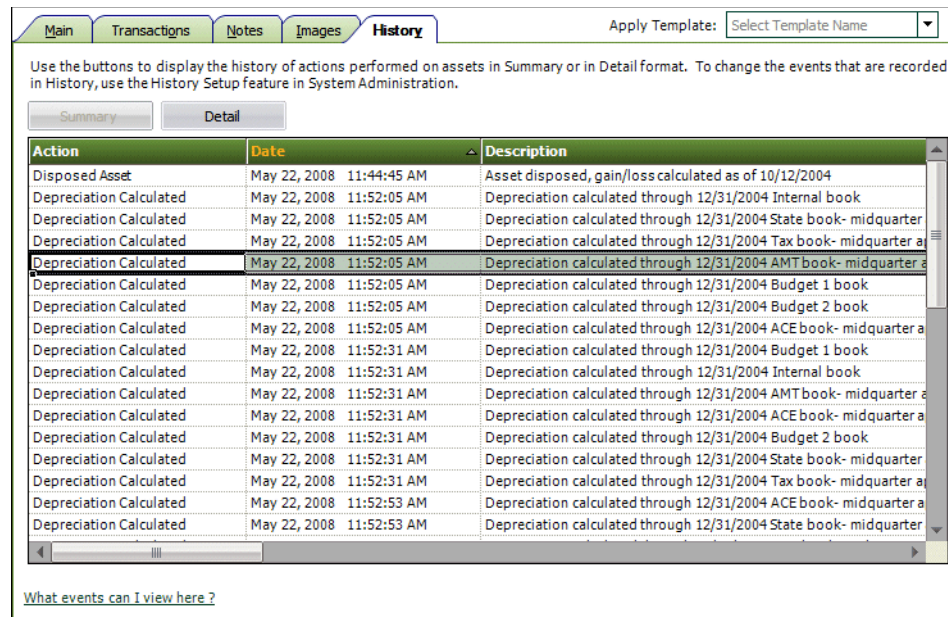 Main Transactions Notes Images History Apply Template: Select Template Name
Use the buttons to display the history of actions performed on assets in Summary or in Detail format. To change the events that are recorded
in History, use the History Setup feature in System Administration.
Summary Detail
Action Date Description
Disposed Asset May 22, 2008 11:44:45 AM Asset disposed, gain/loss calculated as of 10/12/2004
Depreciation Calculated May 22, 2008 11:52:05 AM Depreciation calculated through 12/31/2004 Internal book
Depreciation Calculated May 22, 2008 11:52:05 AM Depreciation calculated through 12/31/2004 State book- midquarter
Depreciation Calculated May 22, 2008 11:52:05 AM Depreciation calculated through 12/31/2004 Tax book- midquarter ap
Depreciation Calculated May 22, 2008 11:52:05 AM Depreciation calculated through 12/31/2004 AMT book- midquarter a
Depreciation Calculated May 22, 2008 11:52:05 AM Depreciation calculated through 12/31/2004 Budget 1 book
Depreciation Calculated May 22, 2008 11:52:05 AM Depreciation calculated through 12/31/2004 Budget 2 book
Depreciation Calculated May 22, 2008 11:52:05 AM Depreciation calculated through 12/31/2004 ACE book- midquarter a
Depreciation Calculated May 22, 2008 11:52:31 AM Depreciation calculated through 12/31/2004 Budget 1 book
Depreciation Calculated May 22, 2008 11:52:31 AM Depreciation calculated through 12/31/2004 Internal book
Depreciation Calculated May 22, 2008 11:52:31 AM Depreciation calculated through 12/31/2004 AMT book- midquarter a
Depreciation Calculated May 22, 2008 11:52:31 AM Depreciation calculated through 12/31/2004 ACE book- midquarter a
Depreciation Calculated May 22, 2008 11:52:31 AM Depreciation calculated through 12/31/2004 Budget 2 book
Depreciation Calculated May 22, 2008 11:52:31 AM Depreciation calculated through 12/31/2004 State book- midquarter
Depreciation Calculated May 22, 2008 11:52:31 AM Depreciation calculated through 12/31/2004 Tax book- midquarter ap
Depreciation Calculated May 22, 2008 11:52:53 AM Depreciation calculated through 12/31/2004 ACE book- midquarter a
Depreciation Calculated May 22, 2008 11:52:53 AM Depreciation calculated through 12/31/2004 State book- midquarter
What events can I view here ?